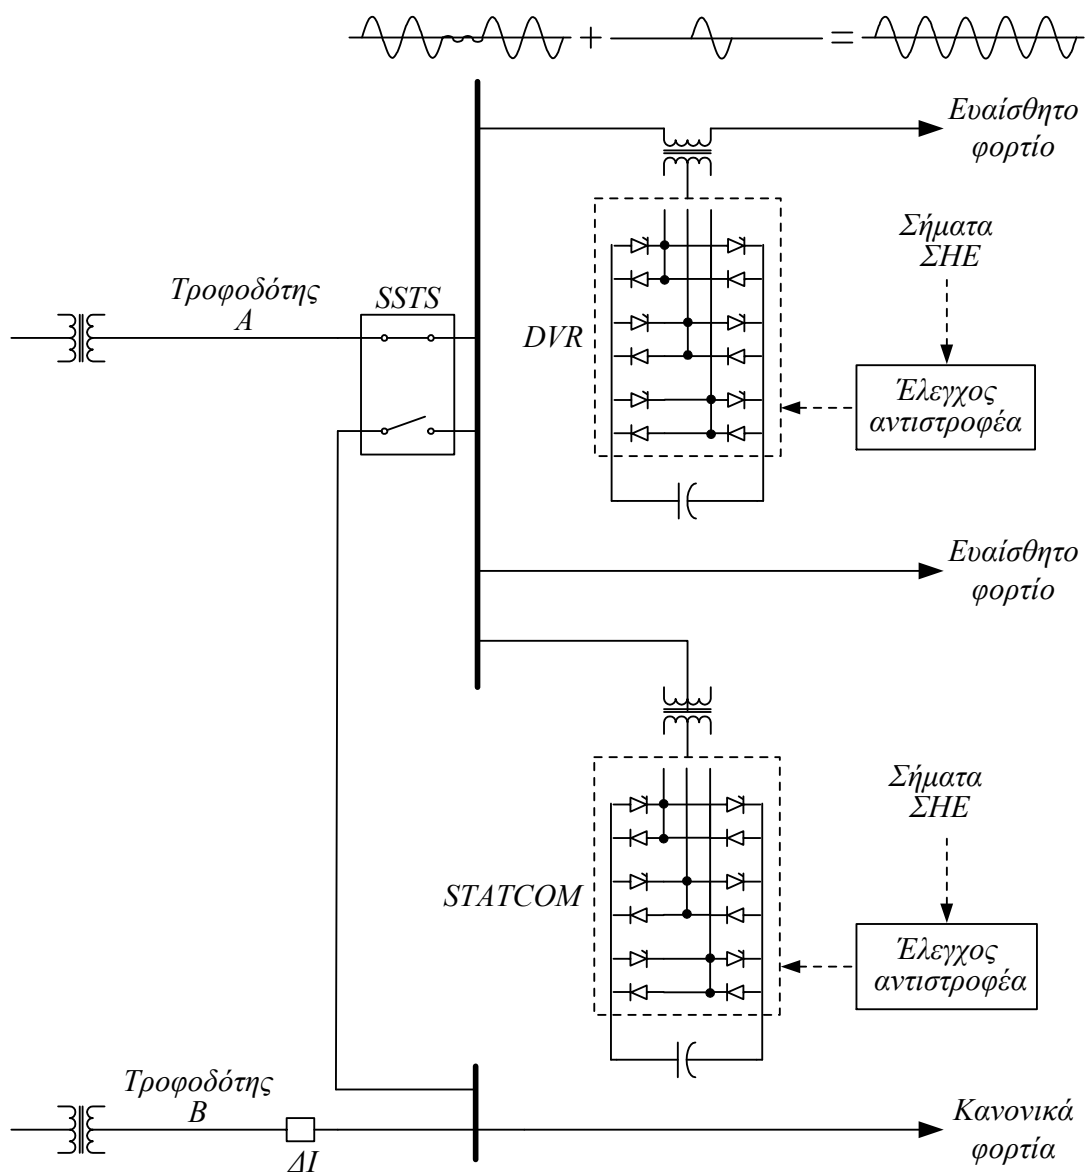 Ευαίσθητο
φορτίο
Σήματα
ΣΗΕ
Τροφοδότης
Α
SSTS
DVR
Έλεγχος
αντιστροφέα
Ευαίσθητο
φορτίο
Σήματα
ΣΗΕ
STATCOM
Έλεγχος
αντιστροφέα
Τροφοδότης
Β
ΔΙ
Κανονικά
φορτία